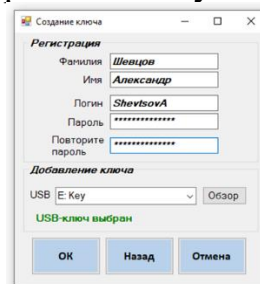 Создание ключа
Регистрация
Фамилия Шевцов
Имя Александр
Логин ShevtsovA
Пароль **************
Повторите пароль **************
Добавление ключа
USB E: Key Обзор
USB-ключ выбран
ОК Назад Отмена